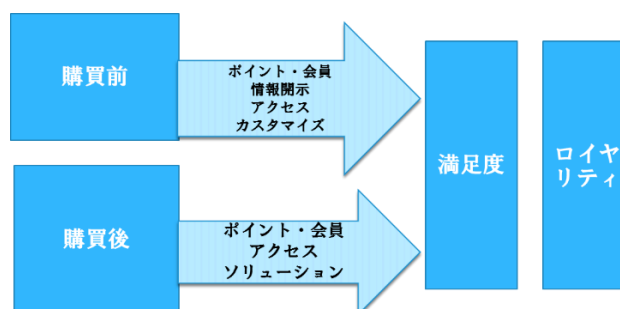 購買前
ポイント・会員
情報開示
アクセス
カスタマイズ
購買後
ポイント・会員
アクセス
ソリューション
満足度
ロイヤ
リティ